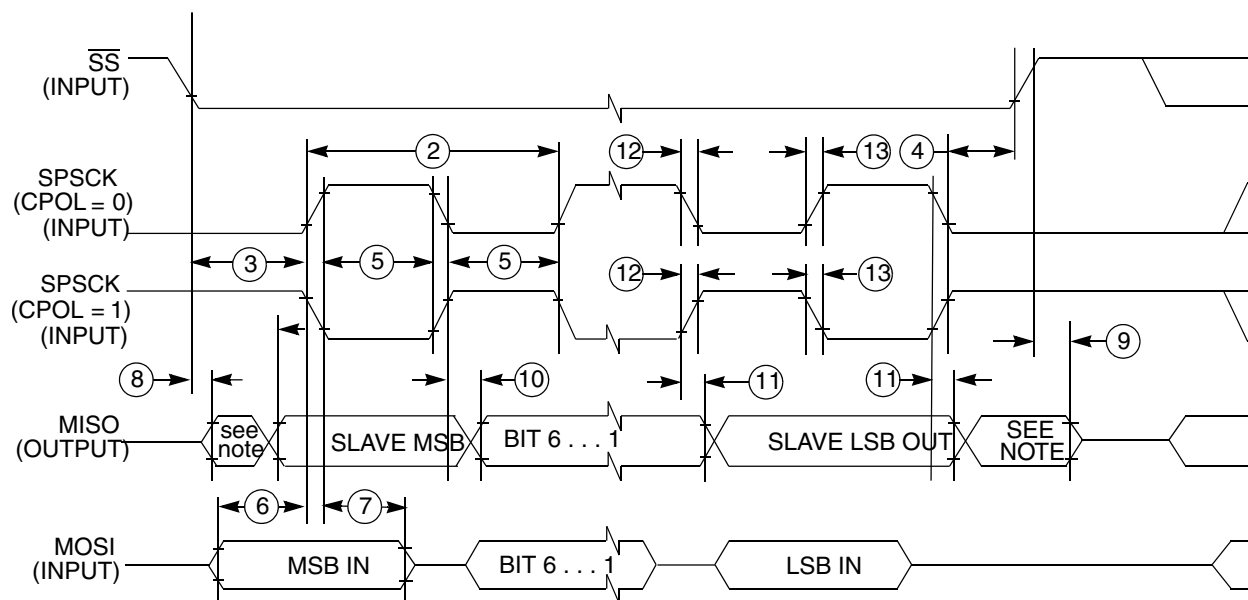 SS
(INPUT)
2
12
13
4
SPSCK
(CPOL = 0)
(INPUT)
3
5
5
12
13
SPSCK
(CPOL = 1)
(INPUT)
9
8
10
11
11
MISO
(OUTPUT)
see
note
SLAVE MSB
BIT 6 . . . 1
SLAVE LSB OUT
SEE
NOTE
6
7
MOSI
(INPUT)
MSB IN
BIT 6 . . . 1
LSB IN